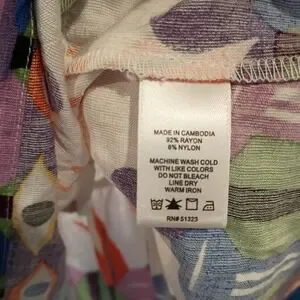 MADE IN CAMBODIA
92% RAYON
8% NYLON
MACHINE WASH COLD
WITH LIKE COLORS
DO NOT BLEACH
LINE DRY
WARM IRON
RN# 51323